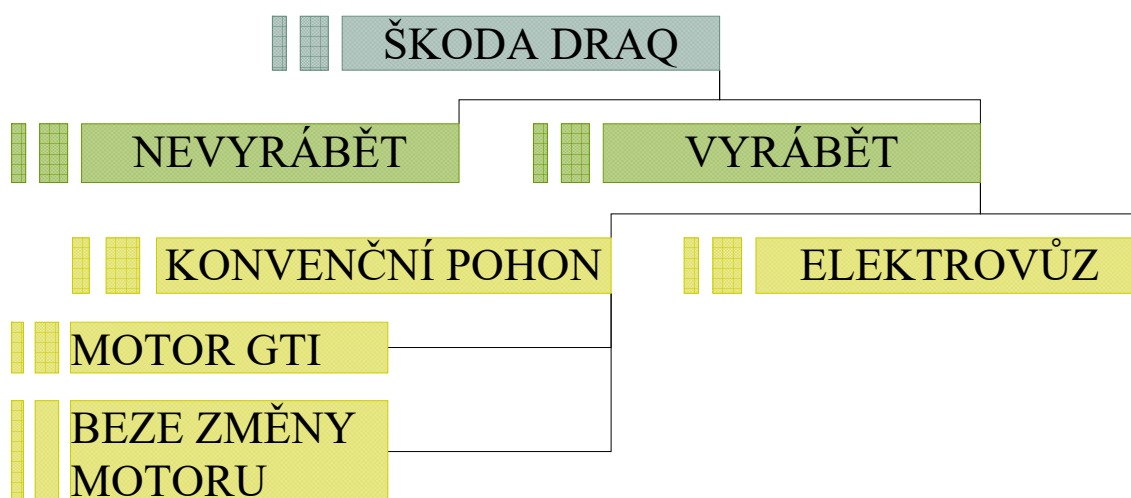 ŠKODA DRAQ
NEVYRÁBĚT
VYRÁBĚT
KONVENČNÍ POHON
ELEKTROVŮZ
MOTOR GTI
BEZE ZMĚNY
MOTORU